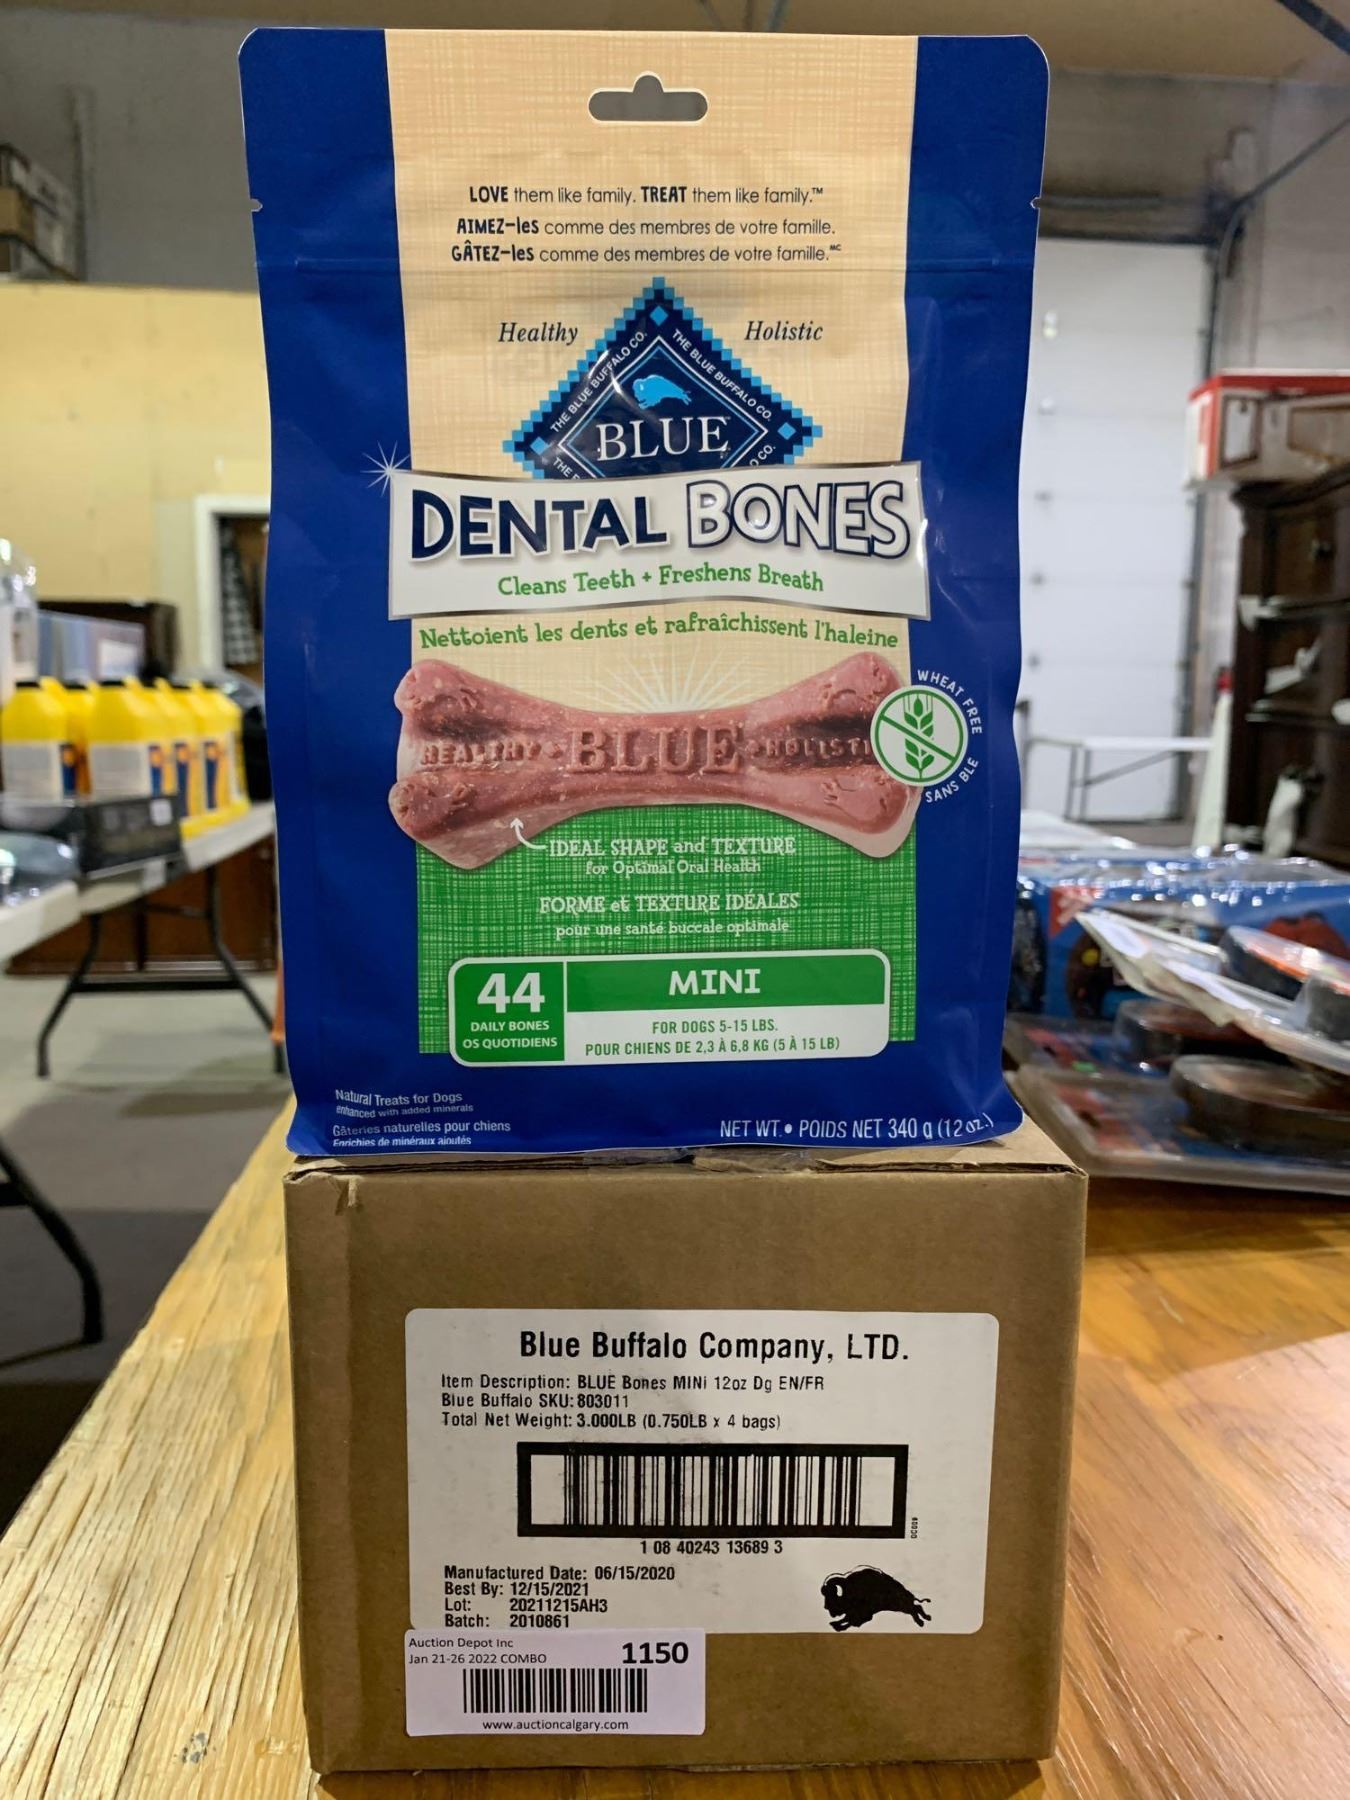 LOVE them like family. TREAT them like family.™
AIMEZ-les comme des membres de votre famille.
GÂTEZ-les comme des membres de votre famille.MC
Healthy Holistic
THE BLUE BUFFALO CO. THE BLUE BUFFALO CO.
BLUE™
DENTAL BONES
Cleans Teeth + Freshens Breath
Nettoient les dents et rafraîchissent l'haleine
WHEAT FREE
SANS BLÉ
HEALTHY BLUE HOLISTI
IDEAL SHAPE and TEXTURE
for Optimal Oral Health
FORME et TEXTURE IDÉALES
pour une santé buccale optimale
44
DAILY BONES
OS QUOTIDIENS
MINI
FOR DOGS 5-15 LBS.
POUR CHIENS DE 2,3 À 6,8 KG (5 À 15 LB)
Natural Treats for Dogs
enhanced with added minerals
Gâteries naturelles pour chiens
Enrichies de minéraux ajoutés
NET WT. • POIDS NET 340 g (12 oz.)
Blue Buffalo Company, LTD.
Item Description: BLUE Bones MINi 12oz Dg EN/FR
Blue Buffalo SKU: 803011
Total Net Weight: 3.000LB (0.750LB x 4 bags)
1 08 40243 13689 3
Manufactured Date: 06/15/2020
Best By: 12/15/2021
Lot: 20211215AH3
Batch: 2010861
Auction Depot Inc
Jan 21-26 2022 COMBO
1150
www.auctioncalgary.com